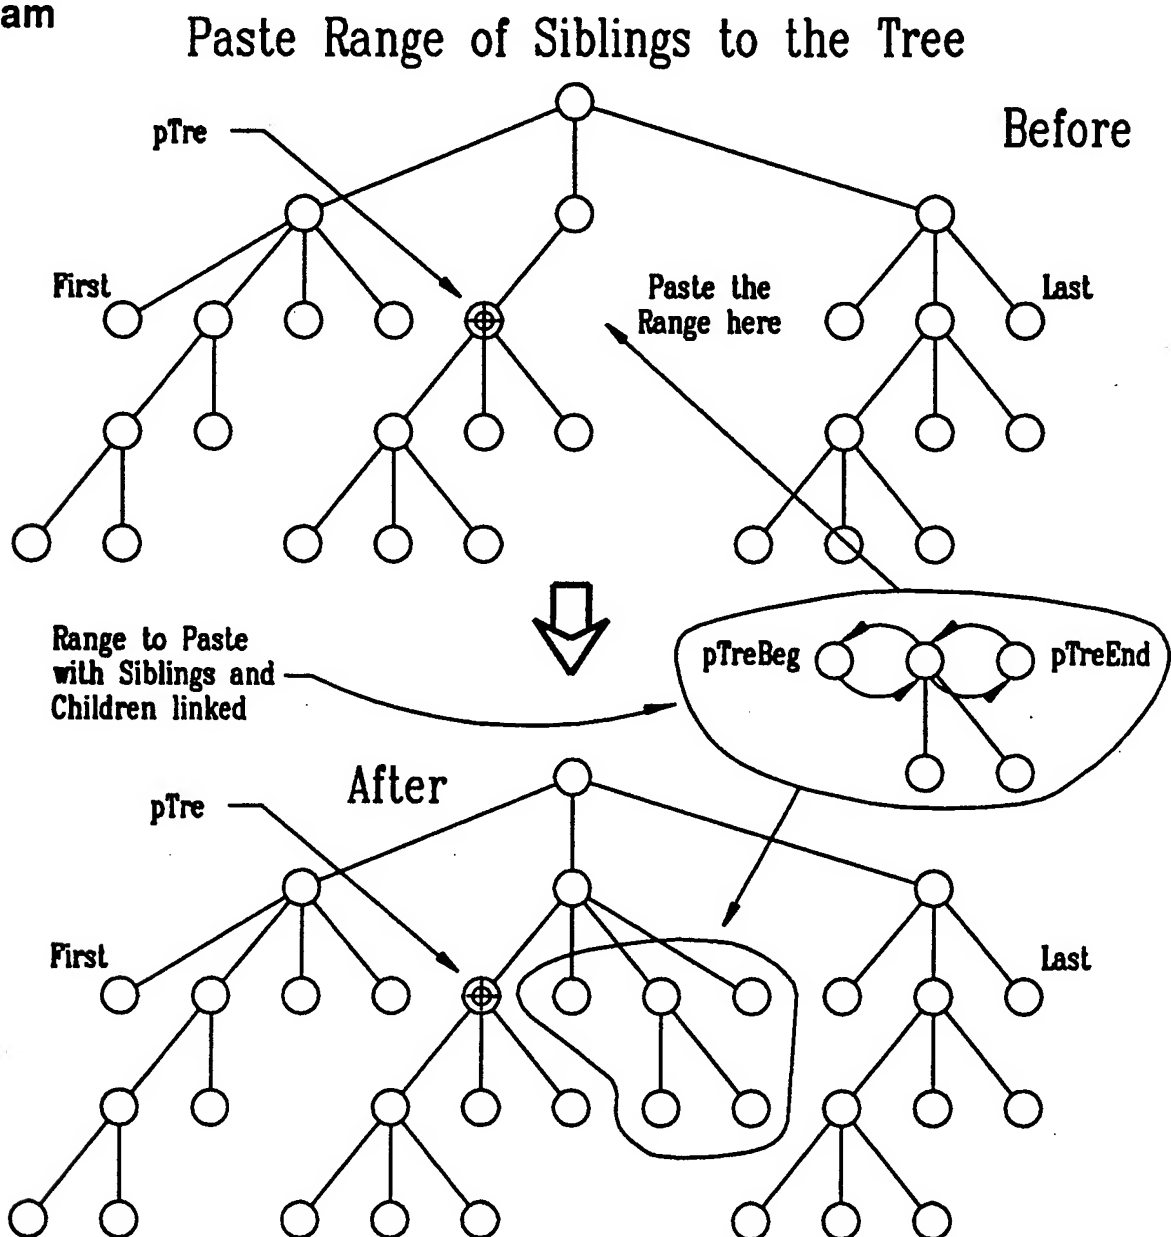 am
Paste Range of Siblings to the Tree
pTre
Before
First
Paste the
Range here
Last
Range to Paste
with Siblings and
Children linked
pTreBeg
pTreEnd
After
pTre
First
Last